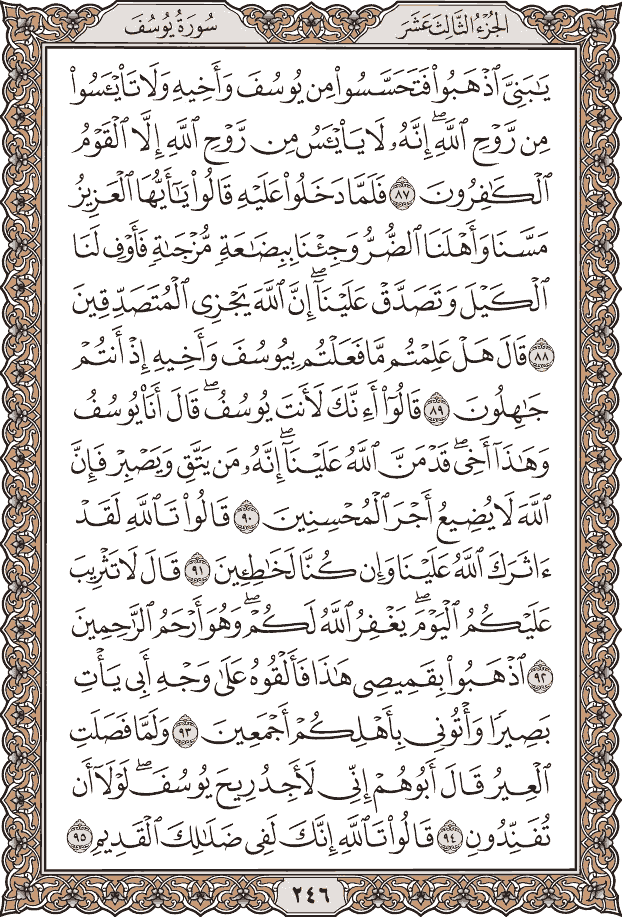 الجُزْءُ الثَّالِثَ عَشَرَ
سُورَةُ يُوسُفَ
يَٰبَنِيَّ ٱذْهَبُوا۟ فَتَحَسَّسُوا۟ مِن يُوسُفَ وَأَخِيهِ وَلَا تَا۟يْـَٔسُوا۟
مِن رَّوْحِ ٱللَّهِ ۖ إِنَّهُۥ لَا يَا۟يْـَٔسُ مِن رَّوْحِ ٱللَّهِ إِلَّا ٱلْقَوْمُ
ٱلْكَٰفِرُونَ ٨٧ فَلَمَّا دَخَلُوا۟ عَلَيْهِ قَالُوا۟ يَٰٓأَيُّهَا ٱلْعَزِيزُ
مَسَّنَا وَأَهْلَنَا ٱلضُّرُّ وَجِئْنَا بِبِضَٰعَةٍ مُّزْجَىٰةٍ فَأَوْفِ لَنَا
ٱلْكَيْلَ وَتَصَدَّقْ عَلَيْنَآ ۖ إِنَّ ٱللَّهَ يَجْزِى ٱلْمُتَصَدِّقِينَ
٨٨ قَالَ هَلْ عَلِمْتُم مَّا فَعَلْتُم بِيُوسُفَ وَأَخِيهِ إِذْ أَنتُمْ
جَٰهِلُونَ ٨٩ قَالُوٓا۟ أَءِنَّكَ لَأَنتَ يُوسُفُ ۖ قَالَ أَنَا۠ يُوسُفُ
وَهَٰذَآ أَخِى ۖ قَدْ مَنَّ ٱللَّهُ عَلَيْنَآ ۖ إِنَّهُۥ مَن يَتَّقِ وَيَصْبِرْ فَإِنَّ
ٱللَّهَ لَا يُضِيعُ أَجْرَ ٱلْمُحْسِنِينَ ٩٠ قَالُوا۟ تَٱللَّهِ لَقَدْ
ءَاثَرَكَ ٱللَّهُ عَلَيْنَا وَإِن كُنَّا لَخَٰطِـِٔينَ ٩١ قَالَ لَا تَثْرِيبَ
عَلَيْكُمُ ٱلْيَوْمَ ۖ يَغْفِرُ ٱللَّهُ لَكُمْ ۖ وَهُوَ أَرْحَمُ ٱلرَّٰحِمِينَ
٩٢ ٱذْهَبُوا۟ بِقَمِيصِى هَٰذَا فَأَلْقُوهُ عَلَىٰ وَجْهِ أَبِى يَأْتِ
بَصِيرًا وَأْتُونِى بِأَهْلِكُمْ أَجْمَعِينَ ٩٣ وَلَمَّا فَصَلَتِ
ٱلْعِيرُ قَالَ أَبُوهُمْ إِنِّى لَأَجِدُ رِيحَ يُوسُفَ ۖ لَوْلَآ أَن
تُفَنِّدُونِ ٩٤ قَالُوا۟ تَٱللَّهِ إِنَّكَ لَفِى ضَلَٰلِكَ ٱلْقَدِيمِ ٩٥
٢٤٦